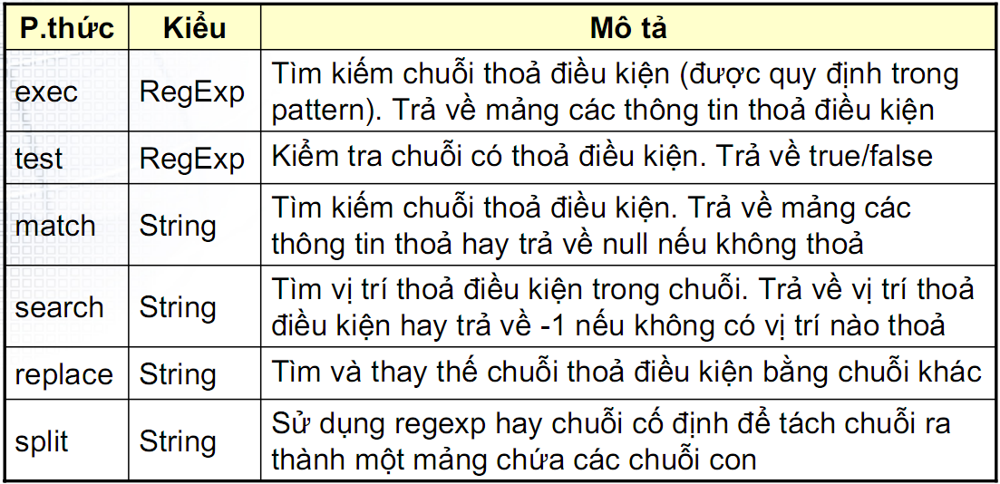 P.thức Kiểu Mô tả
exec RegExp Tìm kiếm chuỗi thoả điều kiện (được quy định trong
pattern). Trả về mảng các thông tin thoả điều kiện
test RegExp Kiểm tra chuỗi có thoả điều kiện. Trả về true/false
match String Tìm kiếm chuỗi thoả điều kiện. Trả về mảng các
thông tin thoả hay trả về null nếu không thoả
search String Tìm vị trí thoả điều kiện trong chuỗi. Trả về vị trí thoả
điều kiện hay trả về -1 nếu không có vị trí nào thoả
replace String Tìm và thay thế chuỗi thoả điều kiện bằng chuỗi khác
split String Sử dụng regexp hay chuỗi cố định để tách chuỗi ra
thành một mảng chứa các chuỗi con